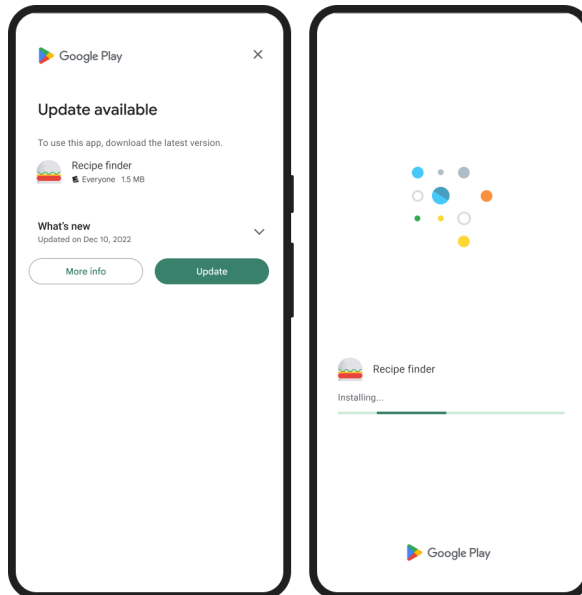 Google Play
Update available
To use this app, download the latest version.
Recipe finder
Everyone 1.5 MB
What's new
Updated on Dec 10, 2022
More info
Update
Recipe finder
Installing...
Google Play